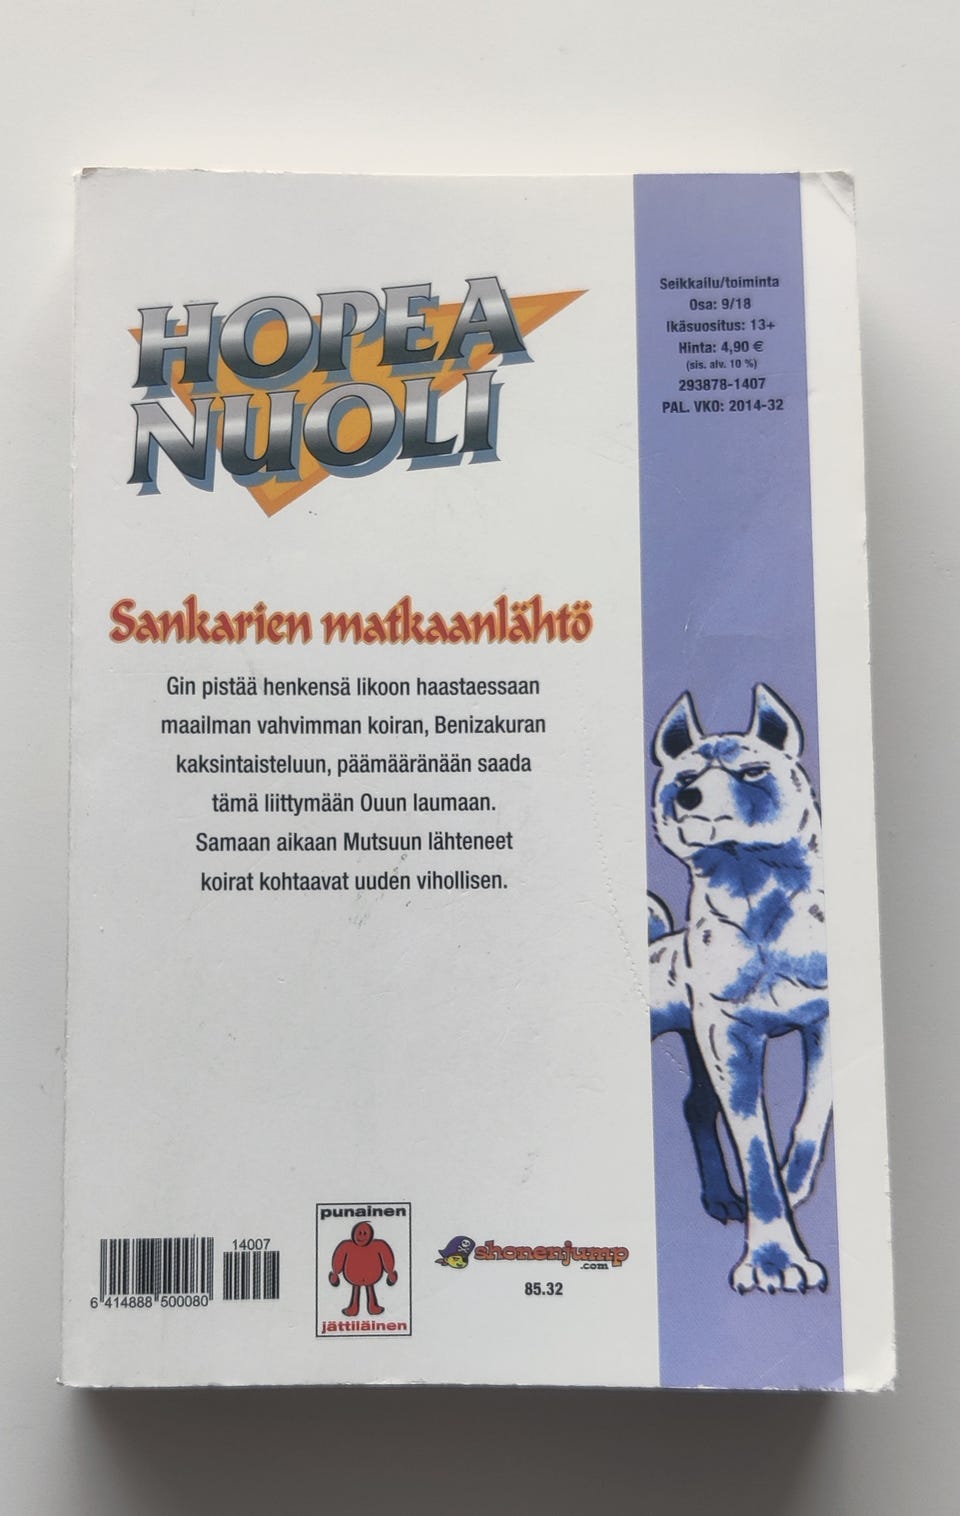 HOPEA
NUOLI
Seikkailu/toiminta
Osa: 9/18
Ikäsuositus: 13+
Hinta: 4,90 €
(sis. alv. 10 %)
293878-1407
PAL. VKO: 2014-32
Sankarien matkaanlähtö
Gin pistää henkensä likoon haastaessaan
maailman vahvimman koiran, Benizakuran
kaksintaisteluun, päämääränään saada
tämä liittymään Ouun laumaan.
Samaan aikaan Mutsuun lähteneet
koirat kohtaavat uuden vihollisen.
14007
6 414888 500080
punainen
jättiläinen
shonenjump
.com
85.32